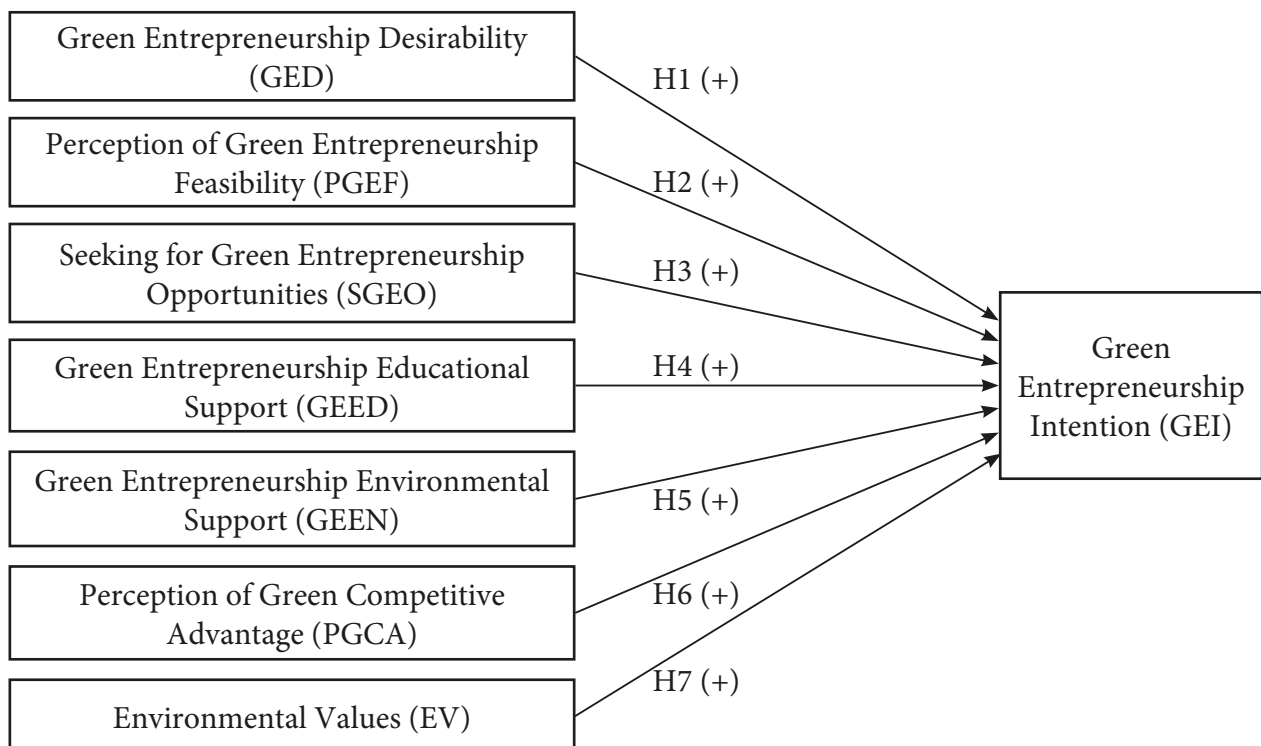 Green Entrepreneurship Desirability
(GED)
H1 (+)
Perception of Green Entrepreneurship
Feasibility (PGEF)
H2 (+)
Seeking for Green Entrepreneurship
Opportunities (SGEO)
H3 (+)
Green Entrepreneurship Educational
Support (GEED)
H4 (+)
Green Entrepreneurship Environmental
Support (GEEN)
H5 (+)
Perception of Green Competitive
Advantage (PGCA)
H6 (+)
Environmental Values (EV)
H7 (+)
Green
Entrepreneurship
Intention (GEI)